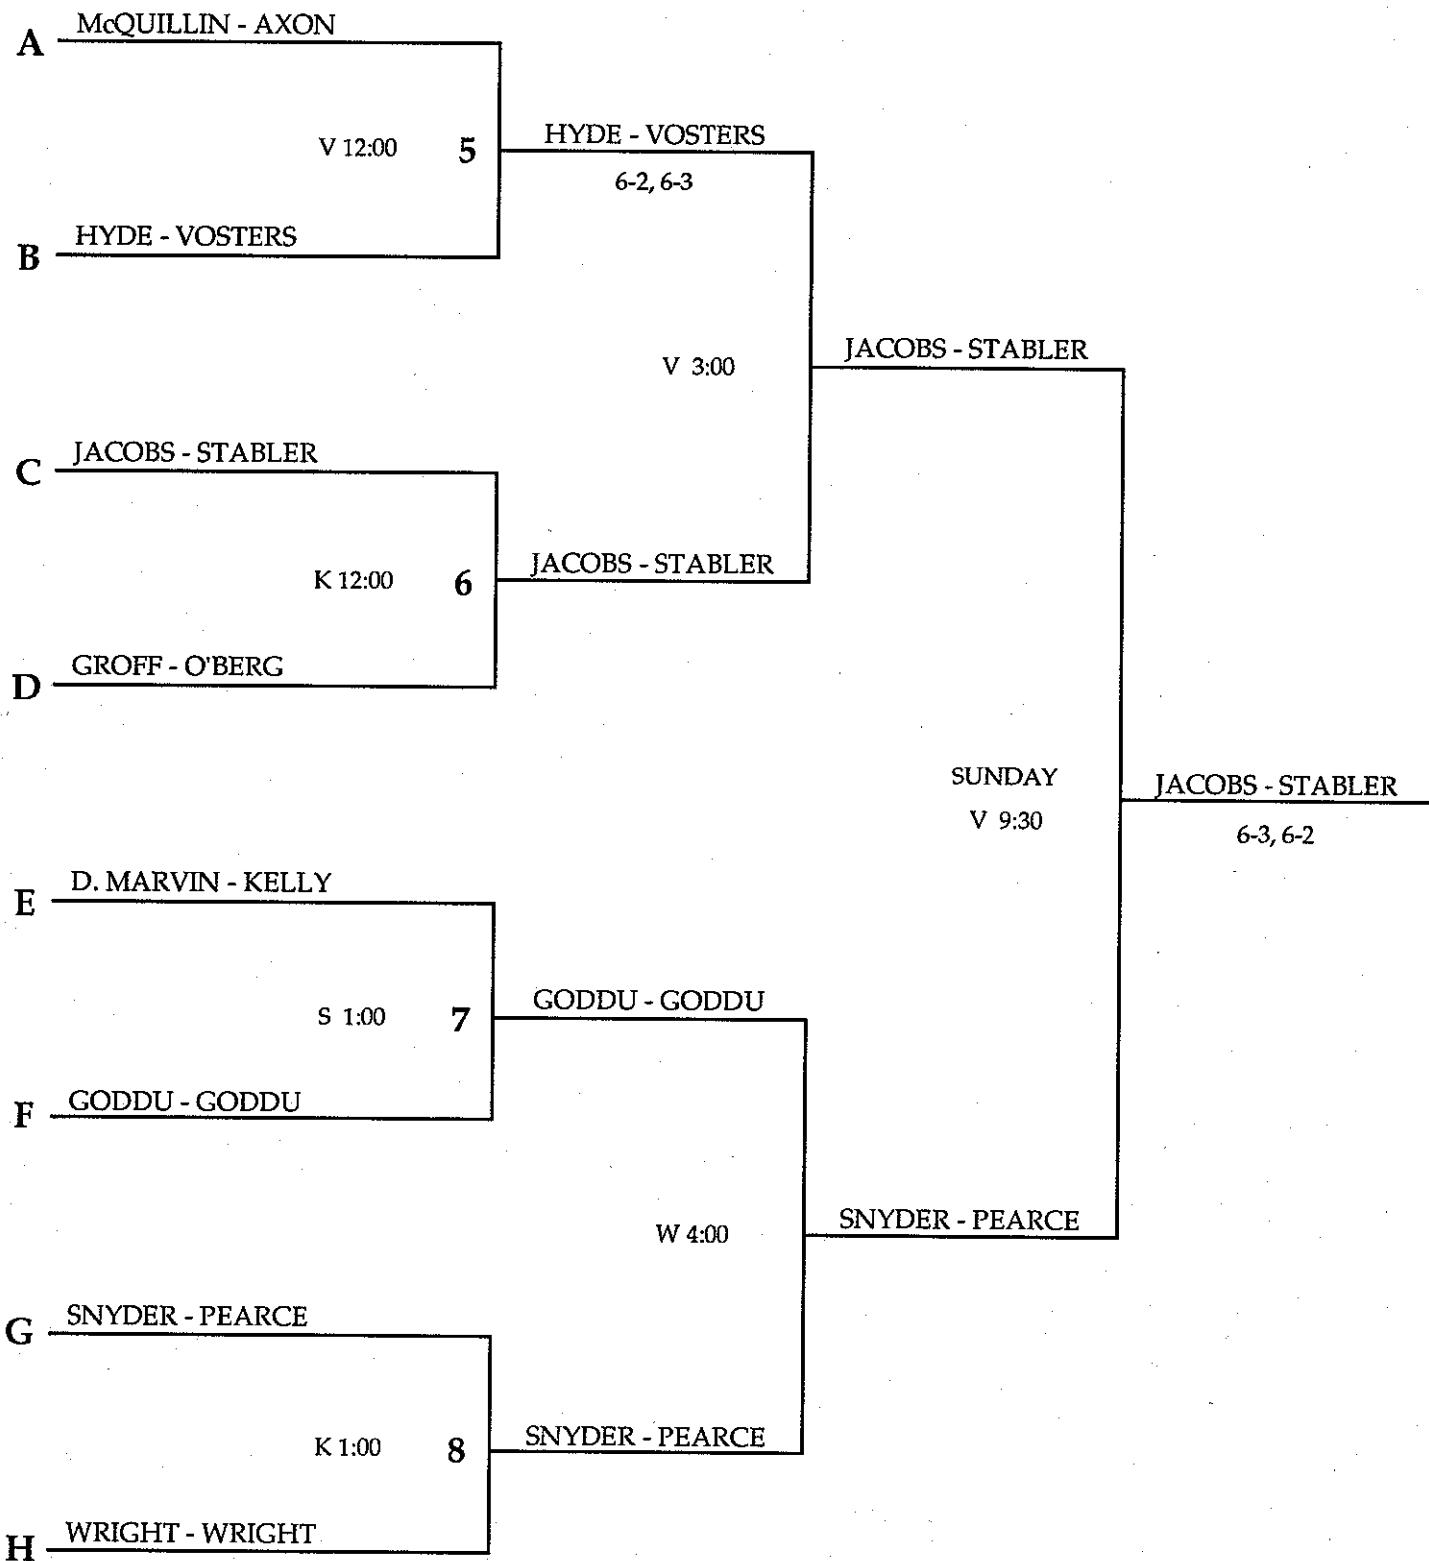 A McQUILLIN - AXON
V 12:00 5
HYDE - VOSTERS
6-2, 6-3
B HYDE - VOSTERS
V 3:00
JACOBS - STABLER
C JACOBS - STABLER
K 12:00 6
JACOBS - STABLER
D GROFF - O'BERG
SUNDAY
V 9:30
JACOBS - STABLER
6-3, 6-2
E D. MARVIN - KELLY
S 1:00 7
GODDU - GODDU
F GODDU - GODDU
W 4:00
SNYDER - PEARCE
G SNYDER - PEARCE
K 1:00 8
SNYDER - PEARCE
H WRIGHT - WRIGHT